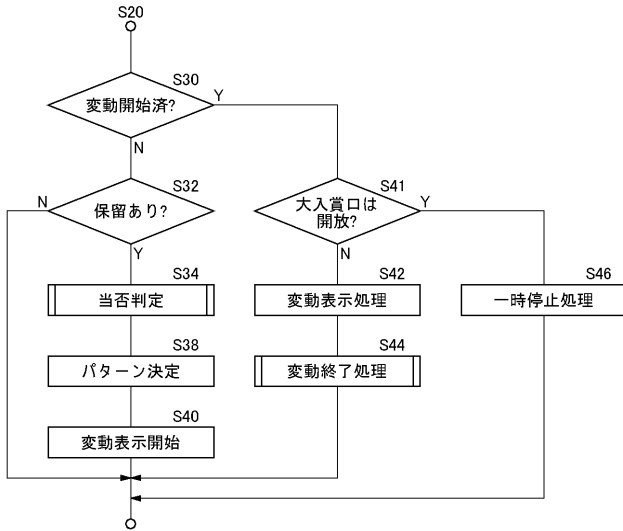 S20
S30
変動開始済?
Y
N
S32
N
保留あり?
Y
S41
大入賞口は
開放?
Y
N
S34
当否判定
S42
変動表示処理
S46
一時停止処理
S38
パターン決定
S44
変動終了処理
S40
変動表示開始